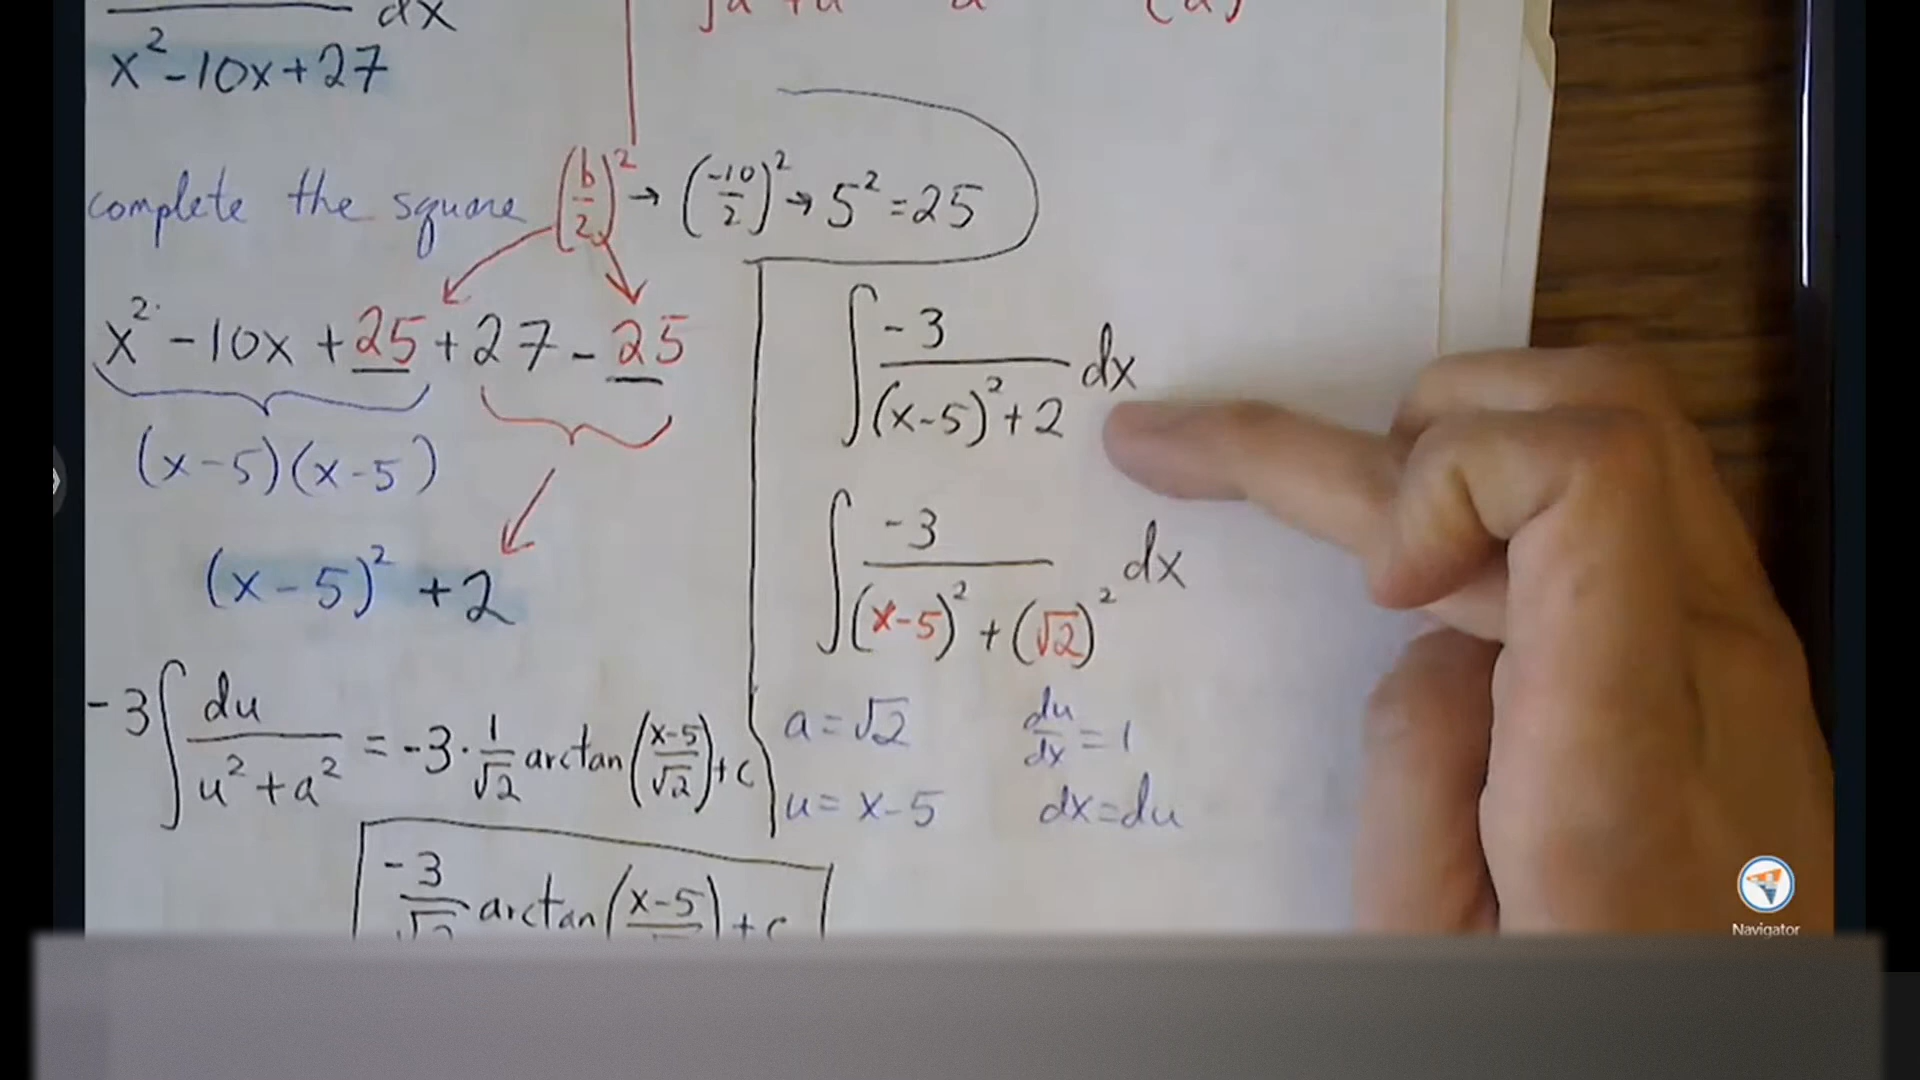 dx
x² - 10x + 27
complete the square (b/2)² → (-10/2)² → 5² = 25
x² - 10x + 25 + 27 - 25
(x-5)(x-5)
(x-5)² + 2
∫ -3/((x-5)² + 2) dx
∫ -3/((x-5)² + (√2)²) dx
a = √2
du/dx = 1
u = x-5
dx = du
-3 ∫ du/(u² + a²) = -3 · 1/√2 arctan((x-5)/√2) + c
-3/√2 arctan((x-5)/ ) + c
Navigator